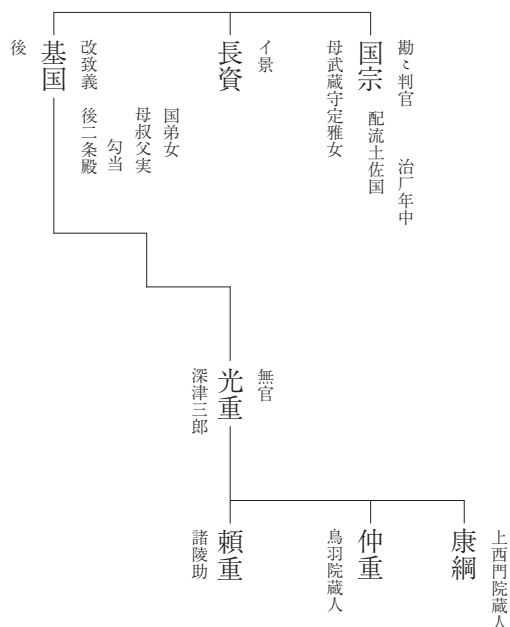 勘〻判官　治厂年中
国宗　配流土佐国
母武蔵守定雅女
イ景
長資
国弟女
母叔父実
勾当
改致義　後二条殿
基国
後
無官
光重
深津三郎
上西門院蔵人
康綱
仲重
鳥羽院蔵人
頼重
諸陵助